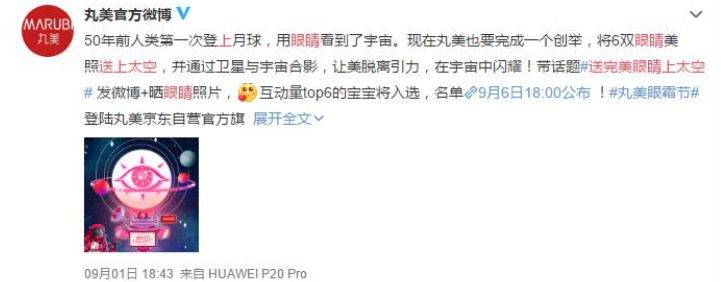 MARUBI
丸美
丸美官方微博
50年前人类第一次登上月球，用眼睛看到了宇宙。现在丸美也要完成一个创举，将6双眼睛美
照送上太空，并通过卫星与宇宙合影，让美脱离引力，在宇宙中闪耀！带话题#送完美眼睛上太空
# 发微博+晒眼睛照片，互动量top6的宝宝将入选，名单9月6日18:00公布 ！#丸美眼霜节#
登陆丸美京东自营官方旗 展开全文
09月01日 18:43 来自 HUAWEI P20 Pro